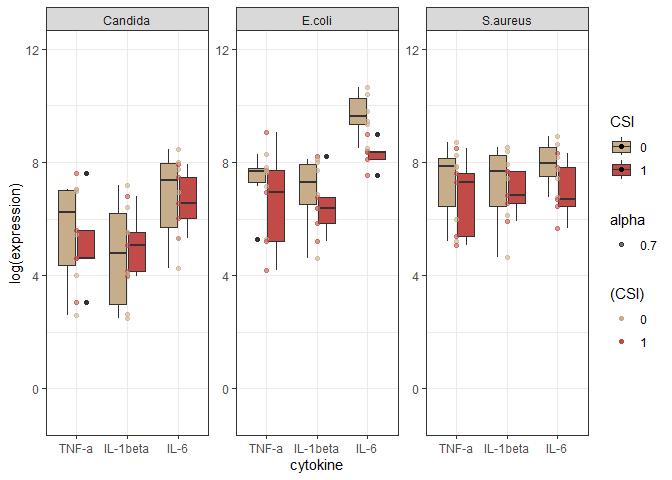 Candida
E.coli
S.aureus
12
8
4
0
12
8
4
0
12
8
4
0
log(expression)
TNF-a IL-1beta IL-6
TNF-a IL-1beta IL-6
TNF-a IL-1beta IL-6
cytokine
CSI
0
1
alpha
0.7
(CSI)
0
1